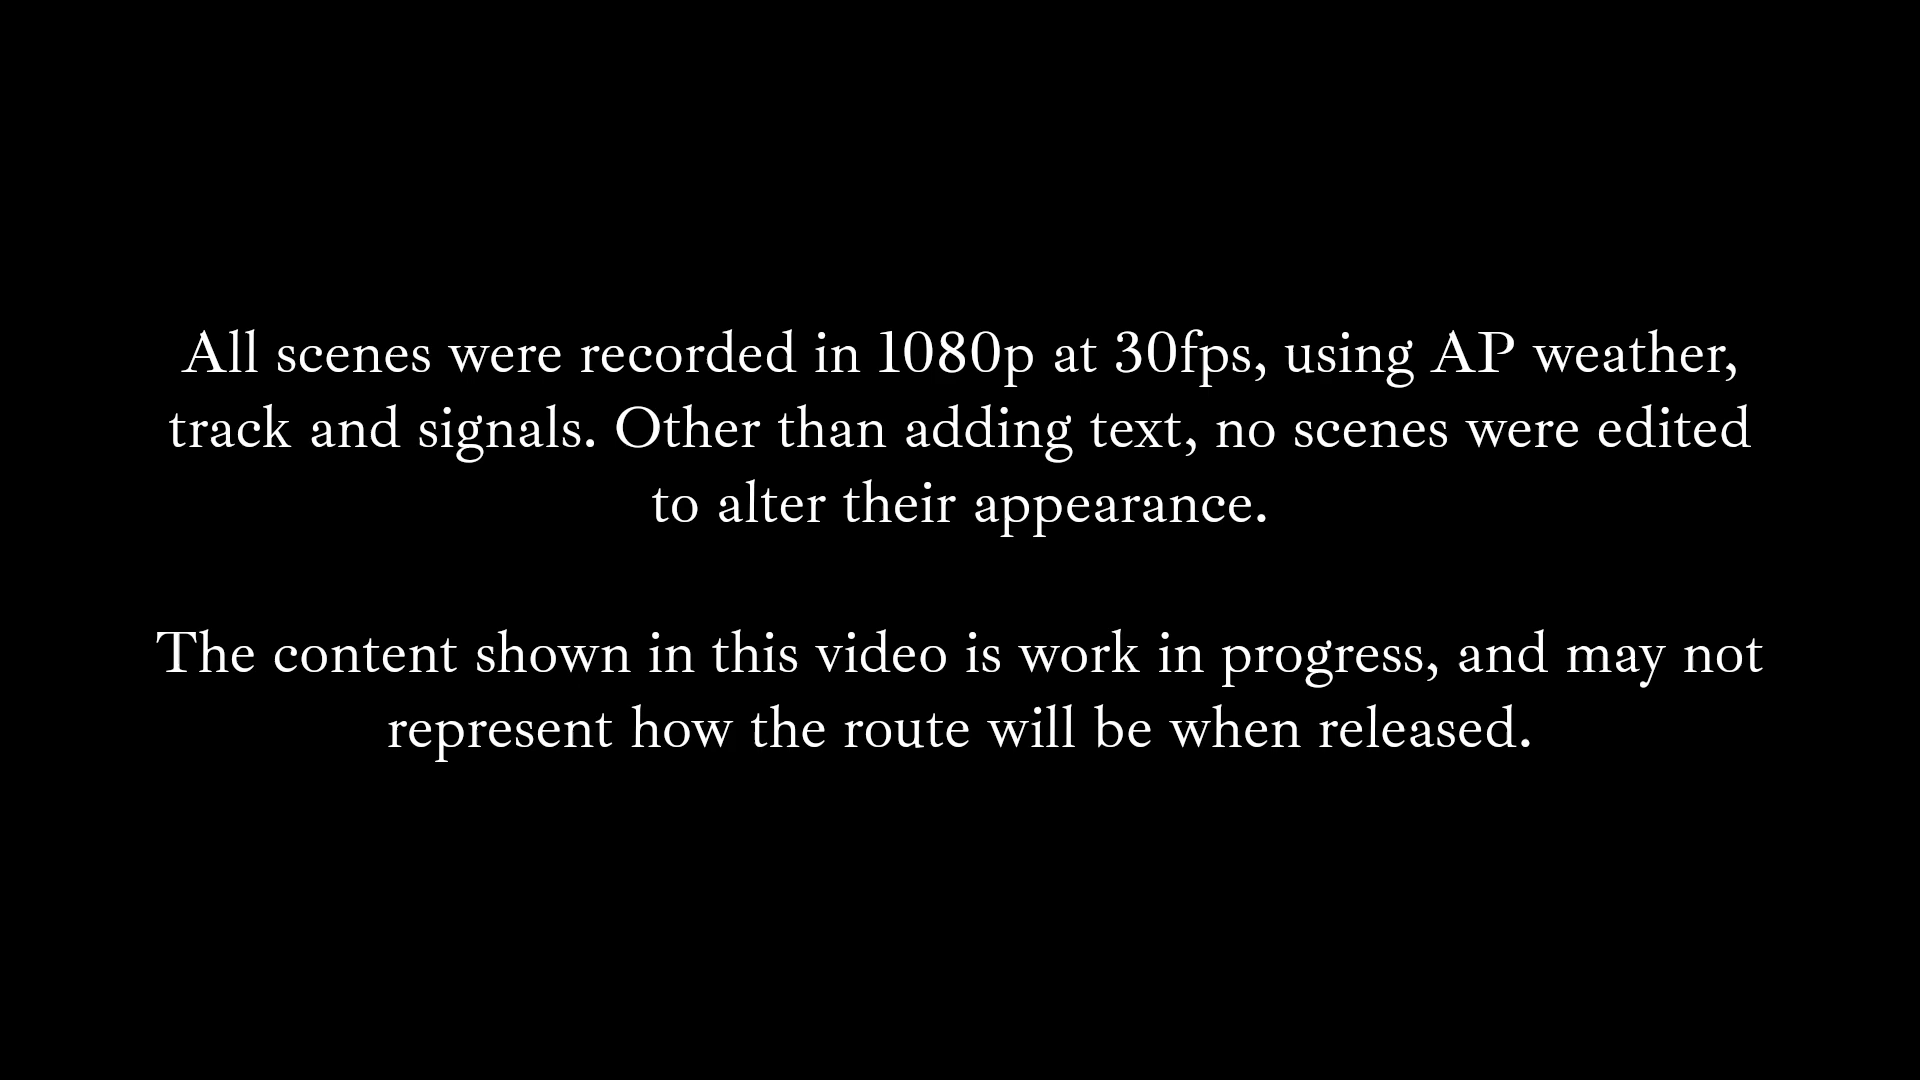 All scenes were recorded in 1080p at 30fps, using AP weather,
track and signals. Other than adding text, no scenes were edited
to alter their appearance.
The content shown in this video is work in progress, and may not
represent how the route will be when released.